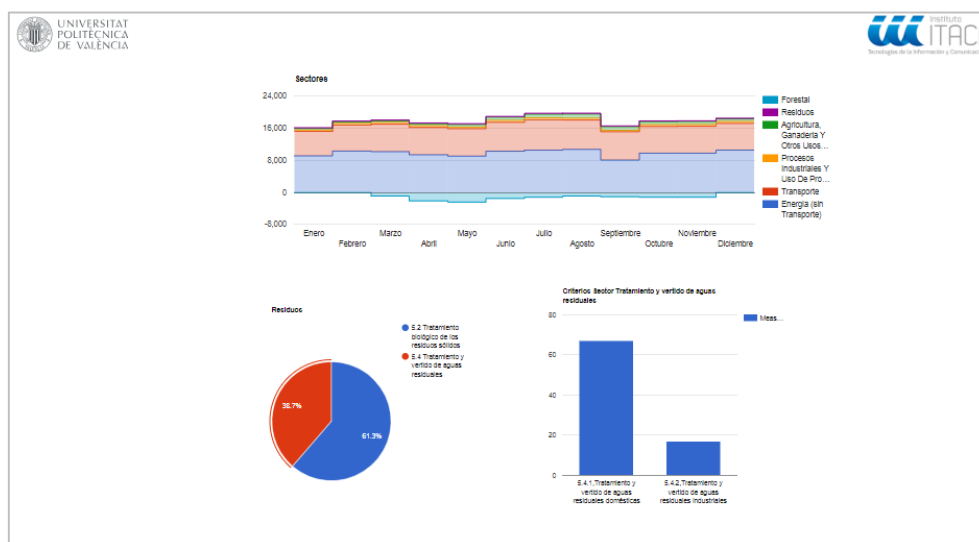 UNIVERSITAT
POLITÈCNICA
DE VALÈNCIA
Instituto
ITAC
Tecnologías de la Información y Comunicac
Sectores
24,000
16,000
8,000
0
-8,000
Enero
Febrero
Marzo
Abril
Mayo
Junio
Julio
Agosto
Septiembre
Octubre
Noviembre
Diciembre
Forestal
Residuos
Agricultura,
Ganadería Y
Otros Usos...
Procesos
Industriales Y
Uso De Pro...
Transporte
Energía (sin
Transporte)
Residuos
5.2 Tratamiento
biológico de los
residuos sólidos
5.4 Tratamiento y
vertido de aguas
residuales
38.7%
61.3%
Criterios Sector Tratamiento y vertido de aguas
residuales
80
60
40
20
0
Meas...
5.4.1,Tratamiento y
vertido de aguas
residuales domésticas
5.4.2,Tratamiento y
vertido de aguas
residuales industriales